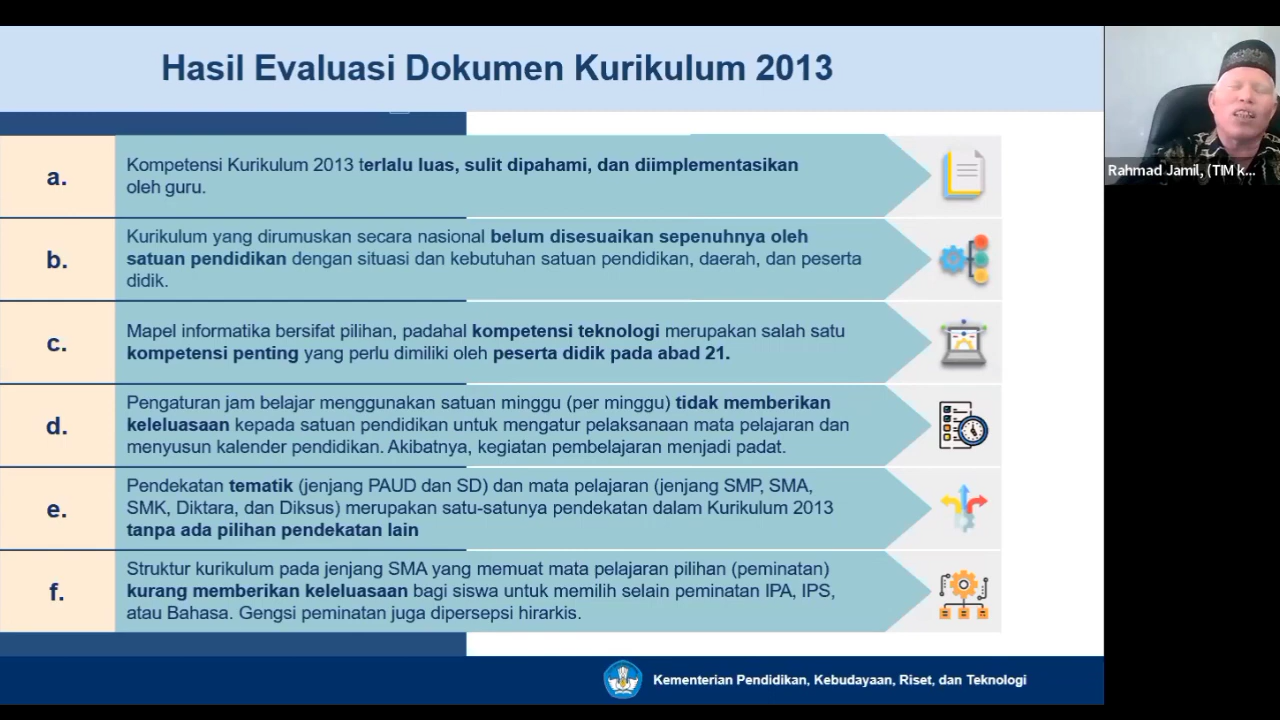 Hasil Evaluasi Dokumen Kurikulum 2013
a.
Kompetensi Kurikulum 2013 terlalu luas, sulit dipahami, dan diimplementasikan
oleh guru.
b.
Kurikulum yang dirumuskan secara nasional belum disesuaikan sepenuhnya oleh
satuan pendidikan dengan situasi dan kebutuhan satuan pendidikan, daerah, dan peserta
didik.
c.
Mapel informatika bersifat pilihan, padahal kompetensi teknologi merupakan salah satu
kompetensi penting yang perlu dimiliki oleh peserta didik pada abad 21.
d.
Pengaturan jam belajar menggunakan satuan minggu (per minggu) tidak memberikan
keleluasaan kepada satuan pendidikan untuk mengatur pelaksanaan mata pelajaran dan
menyusun kalender pendidikan. Akibatnya, kegiatan pembelajaran menjadi padat.
e.
Pendekatan tematik (jenjang PAUD dan SD) dan mata pelajaran (jenjang SMP, SMA,
SMK, Diktara, dan Diksus) merupakan satu-satunya pendekatan dalam Kurikulum 2013
tanpa ada pilihan pendekatan lain
f.
Struktur kurikulum pada jenjang SMA yang memuat mata pelajaran pilihan (peminatan)
kurang memberikan keleluasaan bagi siswa untuk memilih selain peminatan IPA, IPS,
atau Bahasa. Gengsi peminatan juga dipersepsi hirarkis.
Kementerian Pendidikan, Kebudayaan, Riset, dan Teknologi
Rahmad Jamil, (TIM k...